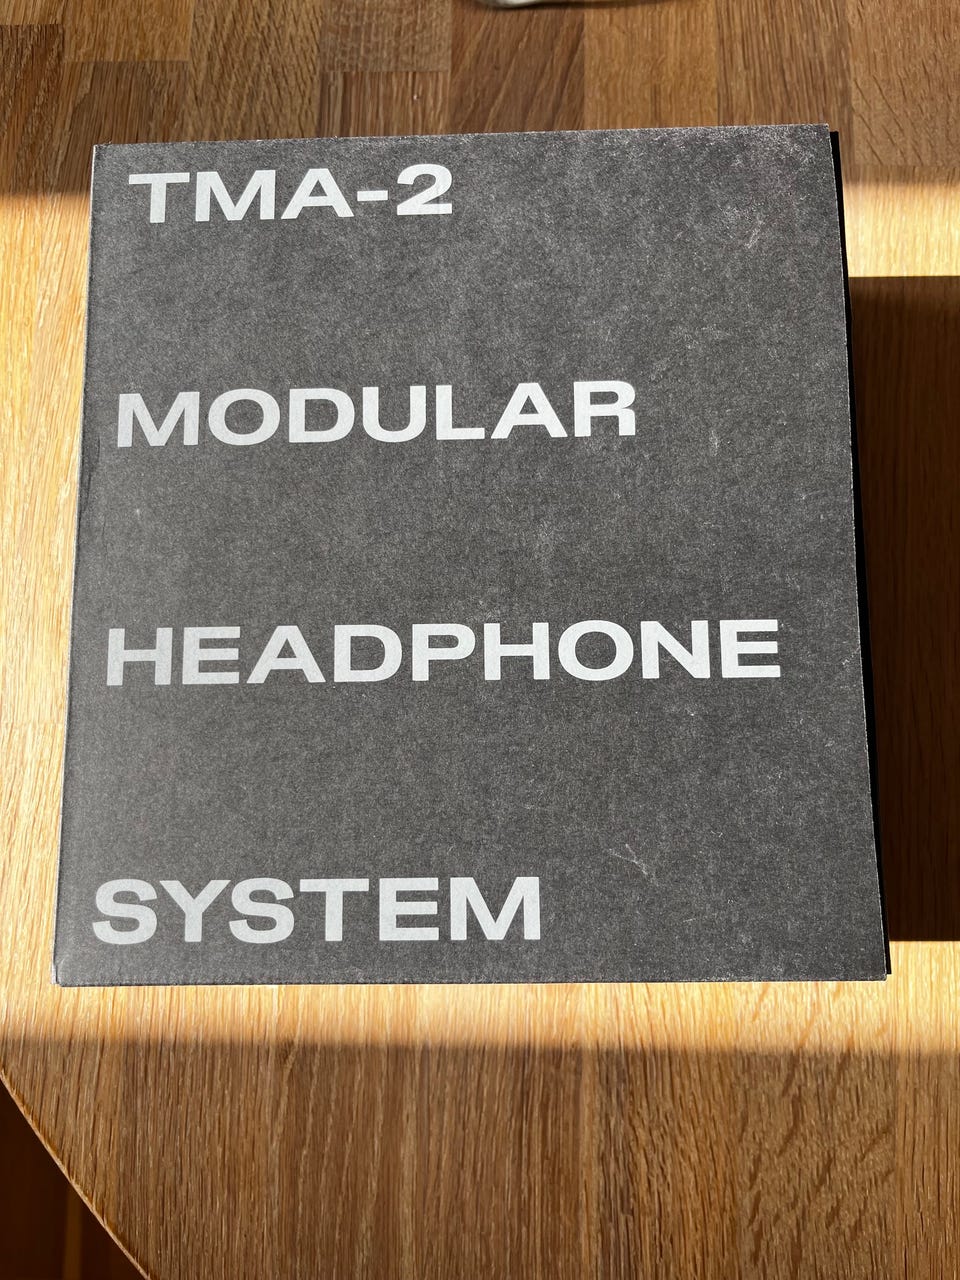 TMA-2
MODULAR
HEADPHONE
SYSTEM